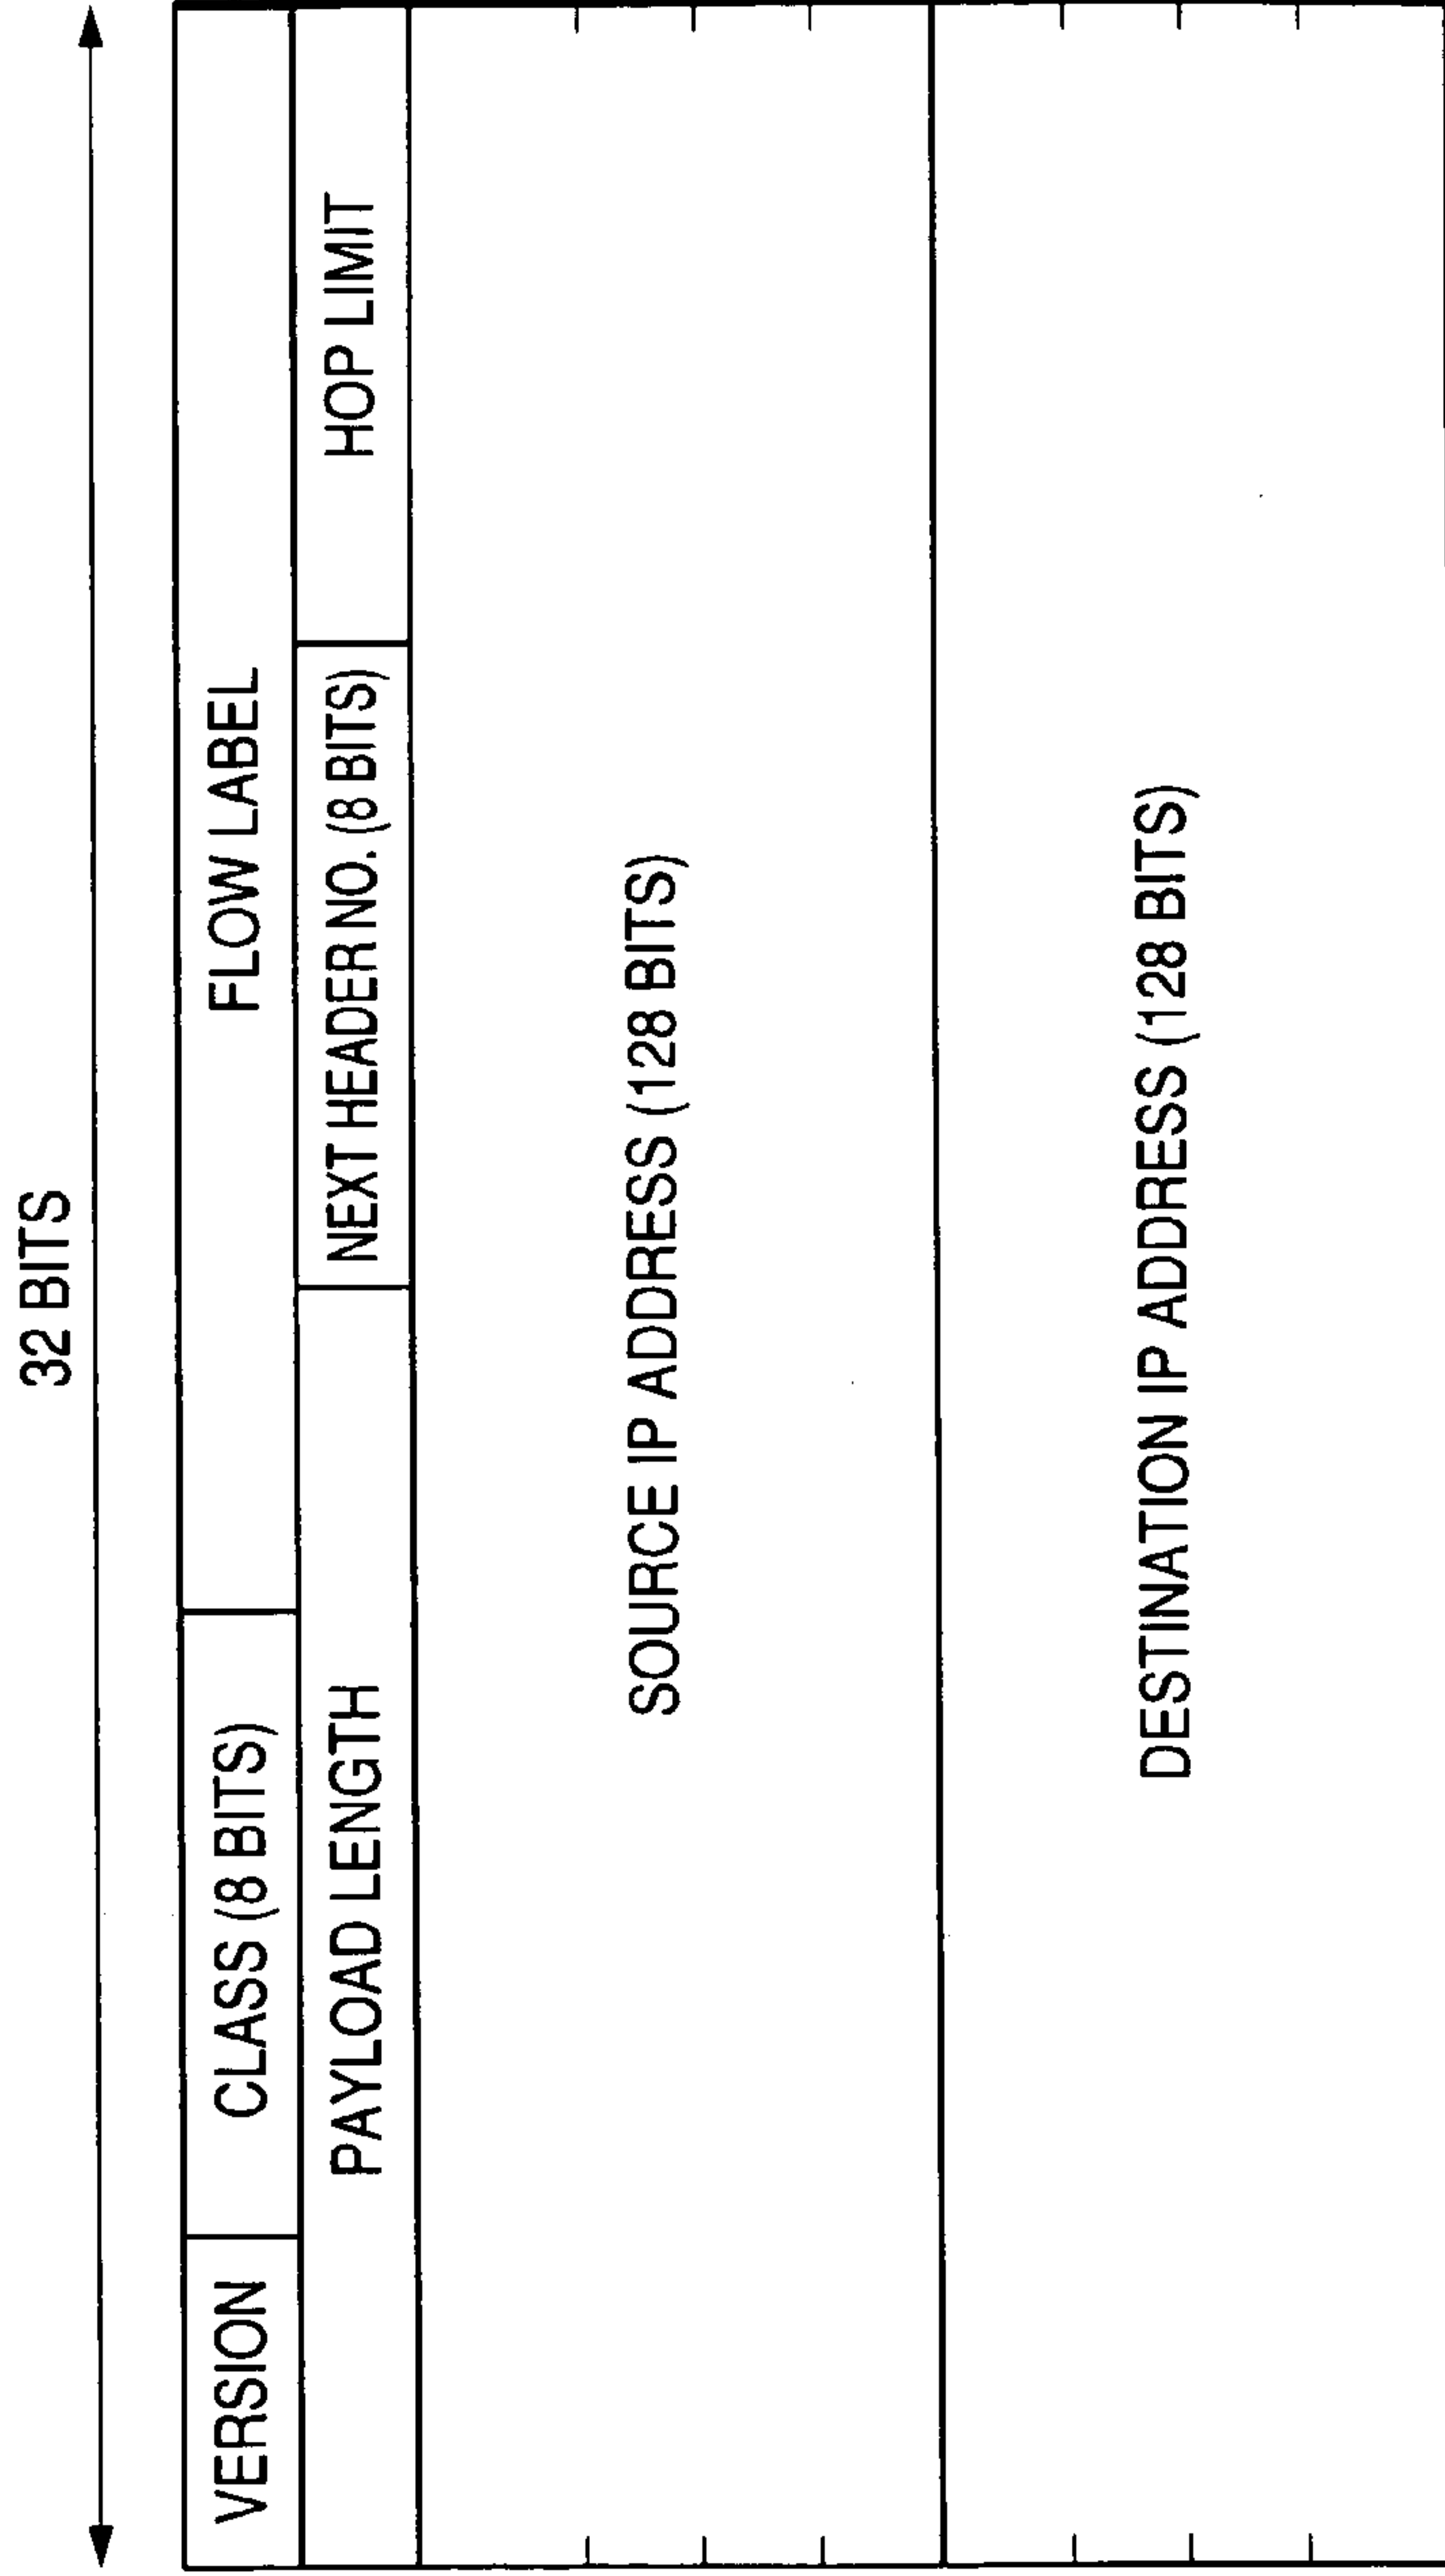 32 BITS
VERSION
CLASS (8 BITS)
FLOW LABEL
PAYLOAD LENGTH
NEXT HEADER NO. (8 BITS)
HOP LIMIT
SOURCE IP ADDRESS (128 BITS)
DESTINATION IP ADDRESS (128 BITS)